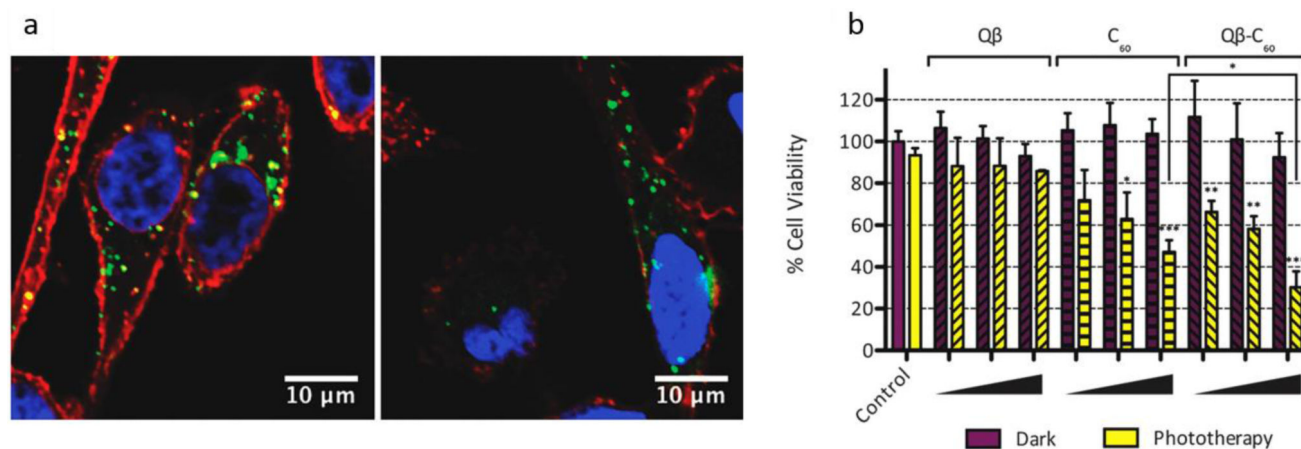 a
10 μm
10 μm
b
Qβ
C60
Qβ-C60
% Cell Viability
120
100
80
60
40
20
0
*
*
***
**
**
Control
Dark
Phototherapy